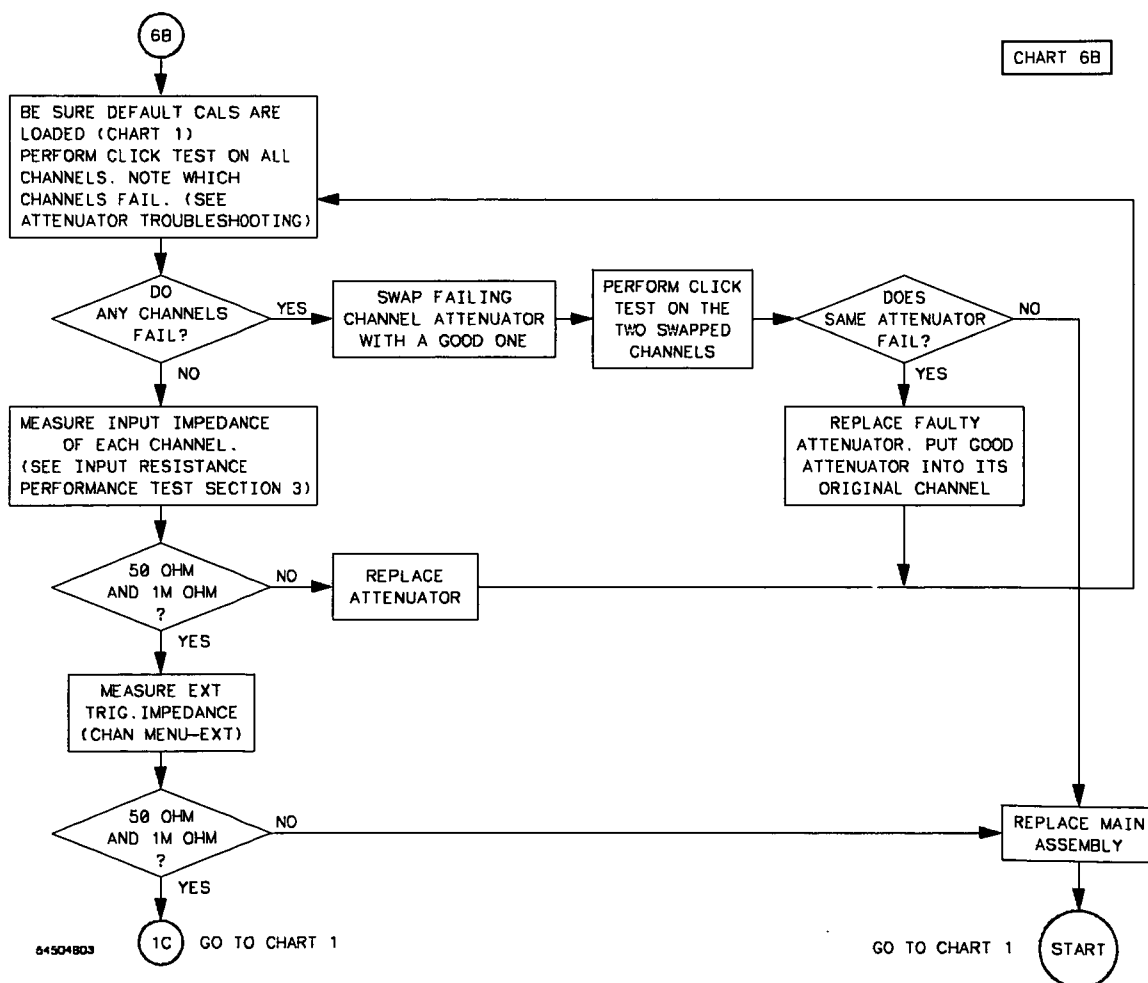 6B
CHART 6B
BE SURE DEFAULT CALS ARE
LOADED (CHART 1)
PERFORM CLICK TEST ON ALL
CHANNELS. NOTE WHICH
CHANNELS FAIL. (SEE
ATTENUATOR TROUBLESHOOTING)
DO
ANY CHANNELS
FAIL?
YES
SWAP FAILING
CHANNEL ATTENUATOR
WITH A GOOD ONE
PERFORM CLICK
TEST ON THE
TWO SWAPPED
CHANNELS
DOES
SAME ATTENUATOR
FAIL?
NO
YES
NO
MEASURE INPUT IMPEDANCE
OF EACH CHANNEL.
(SEE INPUT RESISTANCE
PERFORMANCE TEST SECTION 3)
REPLACE FAULTY
ATTENUATOR. PUT GOOD
ATTENUATOR INTO ITS
ORIGINAL CHANNEL
50 OHM
AND 1M OHM
?
NO
REPLACE
ATTENUATOR
YES
MEASURE EXT
TRIG. IMPEDANCE
(CHAN MENU-EXT)
50 OHM
AND 1M OHM
?
NO
REPLACE MAIN
ASSEMBLY
YES
54504B03
1C
GO TO CHART 1
GO TO CHART 1
START